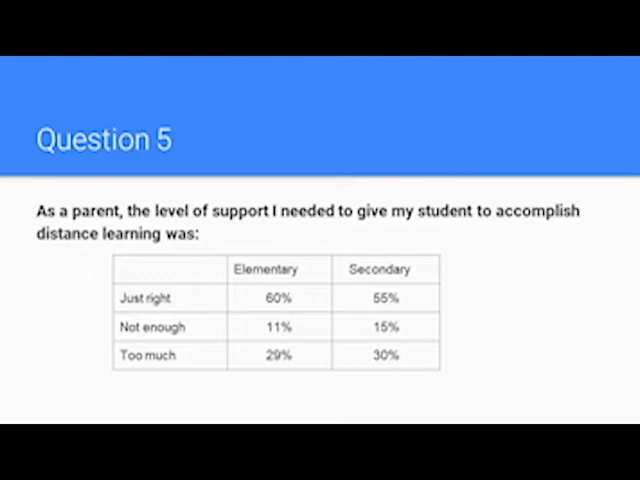 Question 5
As a parent, the level of support I needed to give my student to accomplish
distance learning was:
Elementary Secondary
Just right 60% 55%
Not enough 11% 15%
Too much 29% 30%